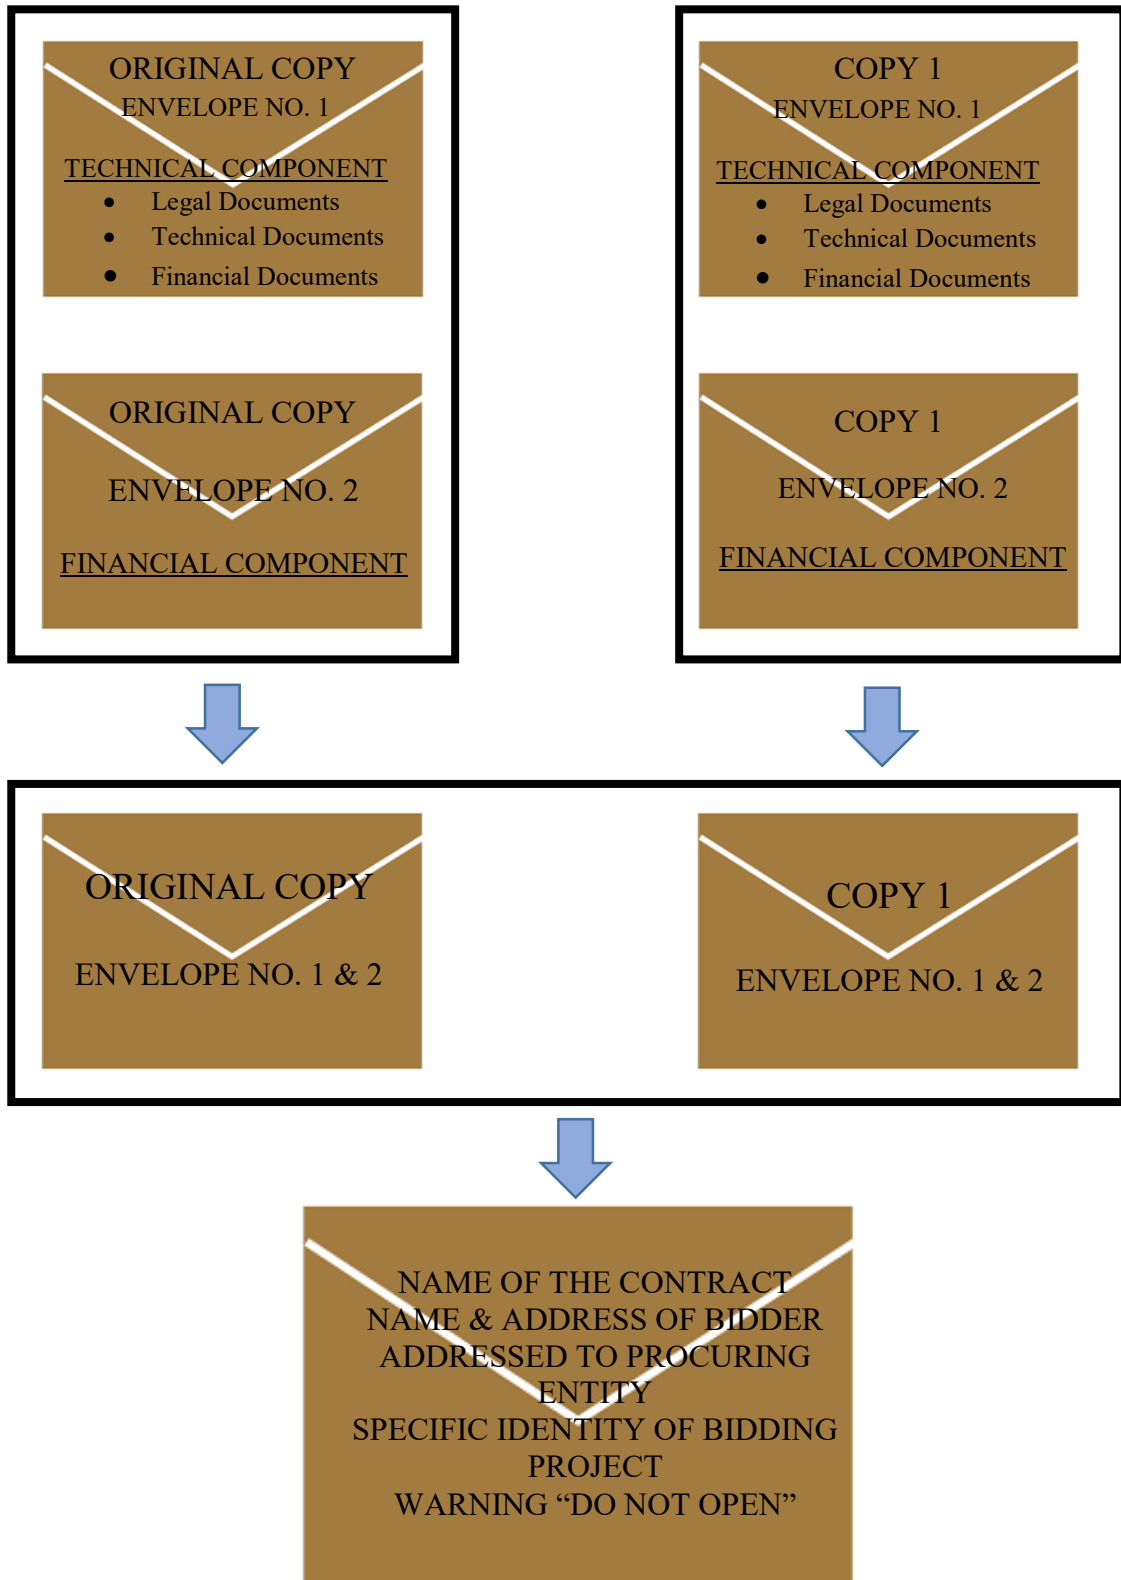 ORIGINAL COPY
ENVELOPE NO. 1
TECHNICAL COMPONENT
• Legal Documents
• Technical Documents
• Financial Documents
COPY 1
ENVELOPE NO. 1
TECHNICAL COMPONENT
• Legal Documents
• Technical Documents
• Financial Documents
ORIGINAL COPY
ENVELOPE NO. 2
FINANCIAL COMPONENT
COPY 1
ENVELOPE NO. 2
FINANCIAL COMPONENT
ORIGINAL COPY
ENVELOPE NO. 1 & 2
COPY 1
ENVELOPE NO. 1 & 2
NAME OF THE CONTRACT
NAME & ADDRESS OF BIDDER
ADDRESSED TO PROCURING
ENTITY
SPECIFIC IDENTITY OF BIDDING
PROJECT
WARNING “DO NOT OPEN”